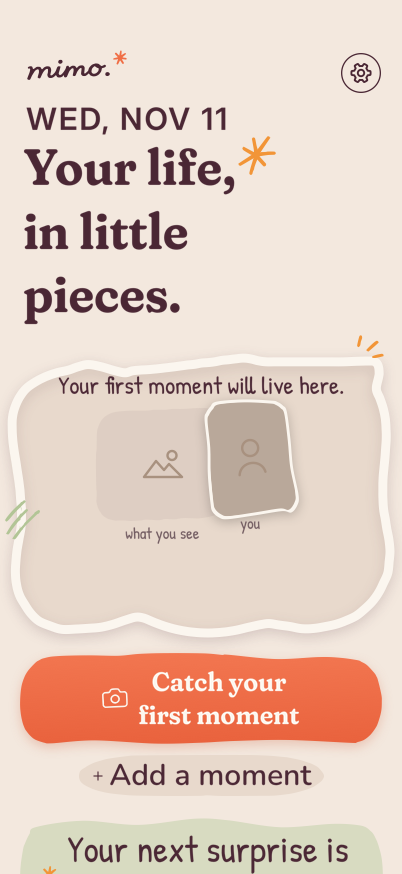 mimo.
WED, NOV 11
Your life,
in little
pieces.
Your first moment will live here.
what you see
you
Catch your
first moment
+ Add a moment
Your next surprise is